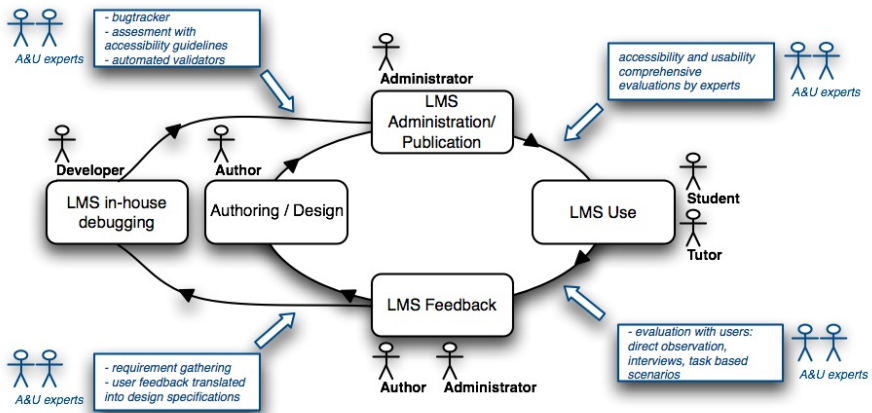 - bugtracker
- assesment with
accessibility guidelines
- automated validators
A&U experts
Administrator
accessibility and usability
comprehensive
evaluations by experts
A&U experts
LMS
Administration/
Publication
Developer
Author
LMS in-house
debugging
Authoring / Design
LMS Use
Student
Tutor
LMS Feedback
Author
Administrator
- requirement gathering
- user feedback translated
into design specifications
A&U experts
- evaluation with users:
direct observation,
interviews, task based
scenarios
A&U experts